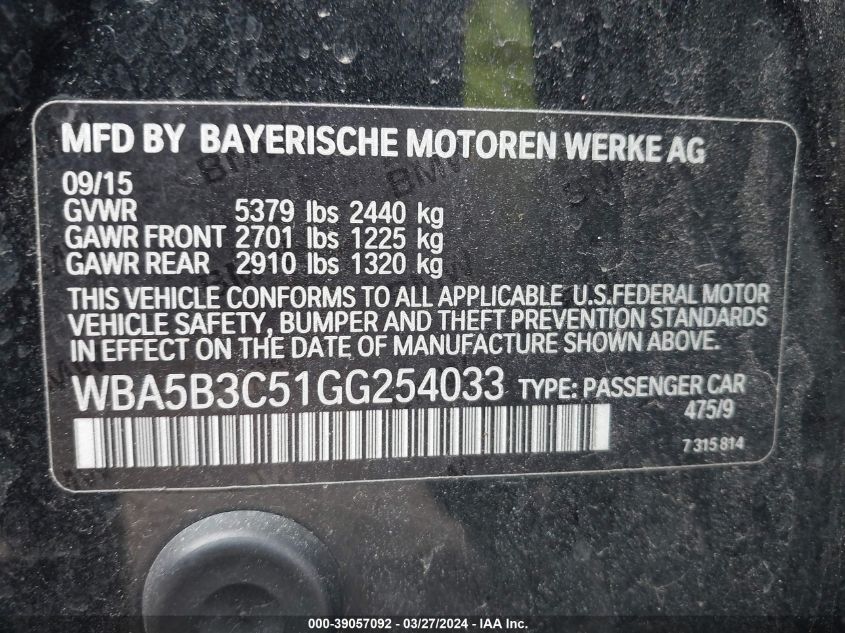 MFD BY BAYERISCHE MOTOREN WERKE AG
09/15
GVWR 5379 lbs 2440 kg
GAWR FRONT 2701 lbs 1225 kg
GAWR REAR 2910 lbs 1320 kg
THIS VEHICLE CONFORMS TO ALL APPLICABLE U.S.FEDERAL MOTOR
VEHICLE SAFETY, BUMPER AND THEFT PREVENTION STANDARDS
IN EFFECT ON THE DATE OF MANUFACTURE SHOWN ABOVE.
WBA5B3C51GG254033 TYPE: PASSENGER CAR
475/9
7 315 814
000-39057092 - 03/27/2024 - IAA Inc.